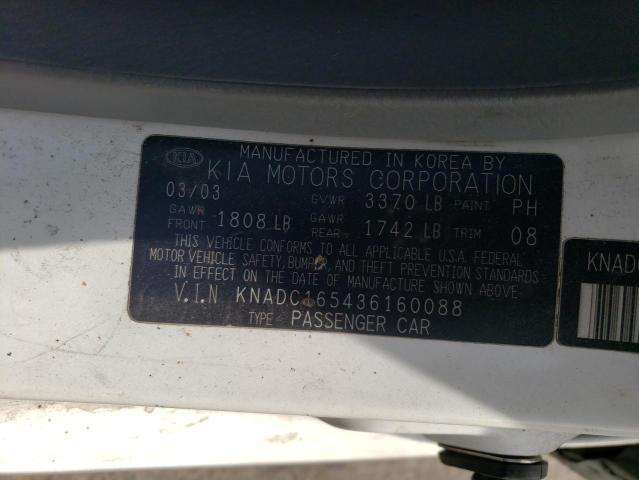 MANUFACTURED IN KOREA BY
KIA KIA MOTORS CORPORATION
03/03 GVWR 3370 LB PAINT PH
GAWR FRONT 1808 LB GAWR REAR 1742 LB TRIM 08
THIS VEHICLE CONFORMS TO ALL APPLICABLE U.S.A. FEDERAL
MOTOR VEHICLE SAFETY, BUMPER, AND THEFT PREVENTION STANDARDS
IN EFFECT ON THE DATE OF MANUFACTURE SHOWN ABOVE.
V.I.N KNADC165436160088
TYPE: PASSENGER CAR
KNADC